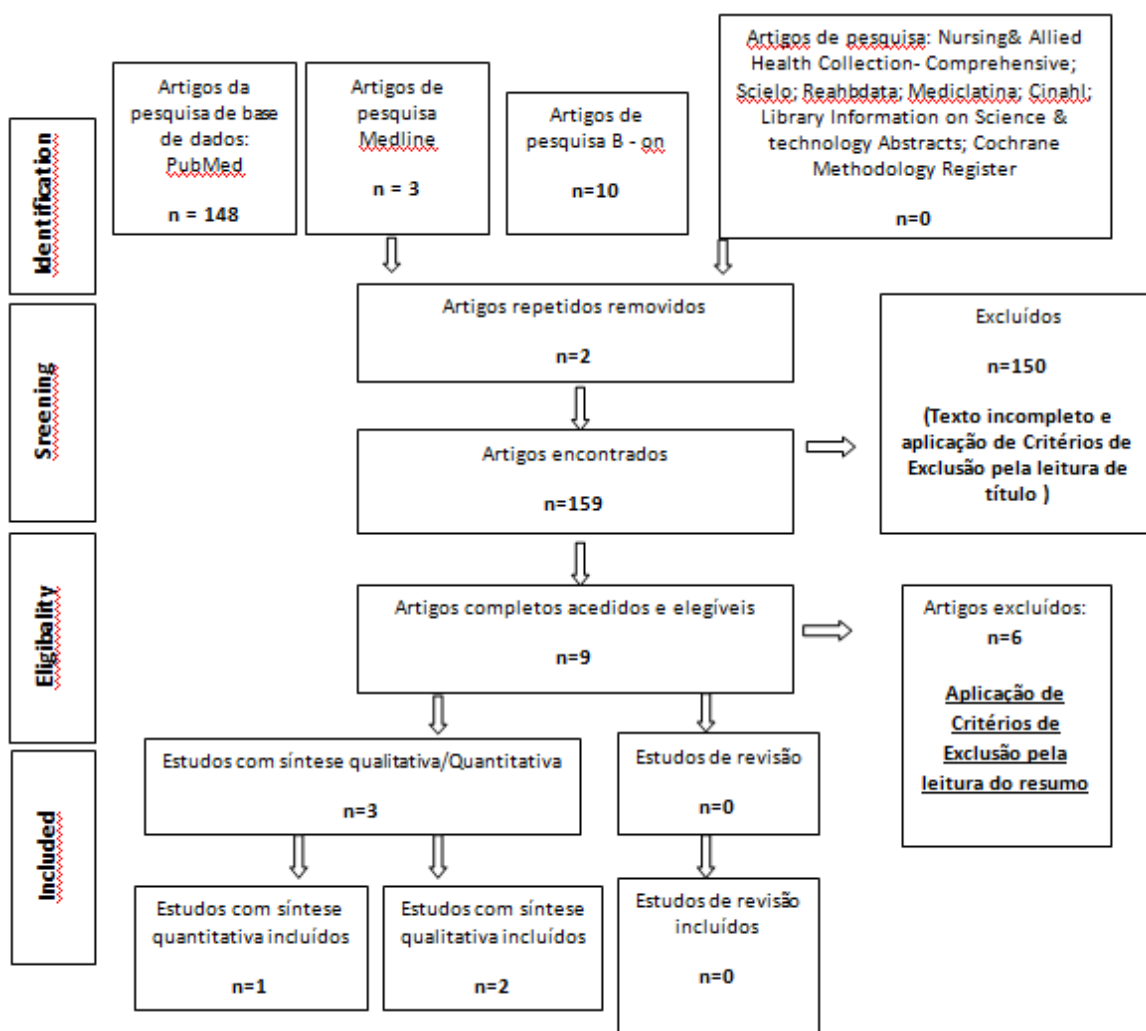 Identification
Artigos da
pesquisa de base
de dados:
PubMed
n = 148
Artigos de
pesquisa
Medline
n = 3
Artigos de
pesquisa B - on
n=10
Artigos de pesquisa: Nursing& Allied
Health Collection- Comprehensive;
Scielo; Reahbdata; Mediclatina; Cinahl;
Library Information on Science &
technology Abstracts; Cochrane
Methodology Register
n=0
Sreening
Artigos repetidos removidos
n=2
Excluídos
n=150
(Texto incompleto e
aplicação de Critérios de
Exclusão pela leitura de
título )
Artigos encontrados
n=159
Eligibality
Artigos completos acedidos e elegíveis
n=9
Artigos excluídos:
n=6
Aplicação de
Critérios de
Exclusão pela
leitura do resumo
Included
Estudos com síntese qualitativa/Quantitativa
n=3
Estudos de revisão
n=0
Estudos com síntese
quantitativa incluídos
n=1
Estudos com síntese
qualitativa incluídos
n=2
Estudos de revisão
incluídos
n=0